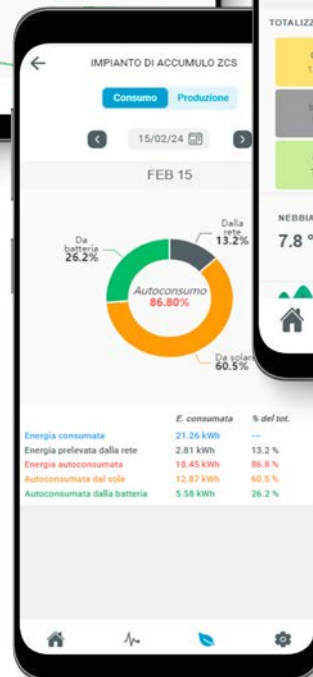 IMPIANTO DI ACCUMULO ZCS
Consumo Produzione
15/02/24
FEB 15
Dalla
rete
13.2%
Da
batteria
26.2%
Autoconsumo
86.80%
Da solare
60.5%
E. consumata % del tot.
Energia consumata 21.26 kWh —
Energia prelevata dalla rete 2.81 kWh 13.2 %
Energia autoconsumata 18.45 kWh 86.8 %
Autoconsumata dal sole 12.87 kWh 60.5 %
Autoconsumata dalla batteria 5.58 kWh 26.2 %
TOTALIZZ
NEBBIA
7.8 °